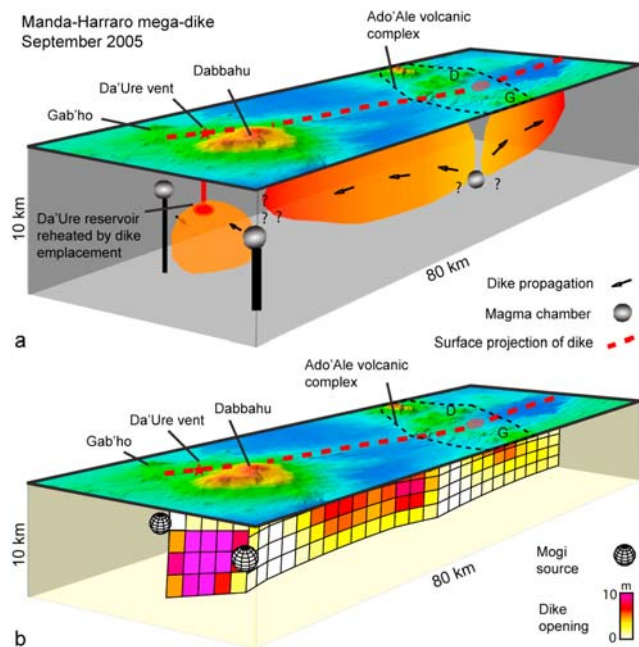 Manda-Harraro mega-dike
September 2005
Ado'Ale volcanic
complex
Da'Ure vent
Dabbahu
Gab'ho
D
G
? ?
?
? ?
?
Da'Ure reservoir
reheated by dike
emplacement
10 km
80 km
Dike propagation
Magma chamber
Surface projection of dike
a
Ado'Ale volcanic
complex
Da'Ure vent
Dabbahu
Gab'ho
D
G
10 km
80 km
Mogi
source
m
10
0
Dike
opening
b